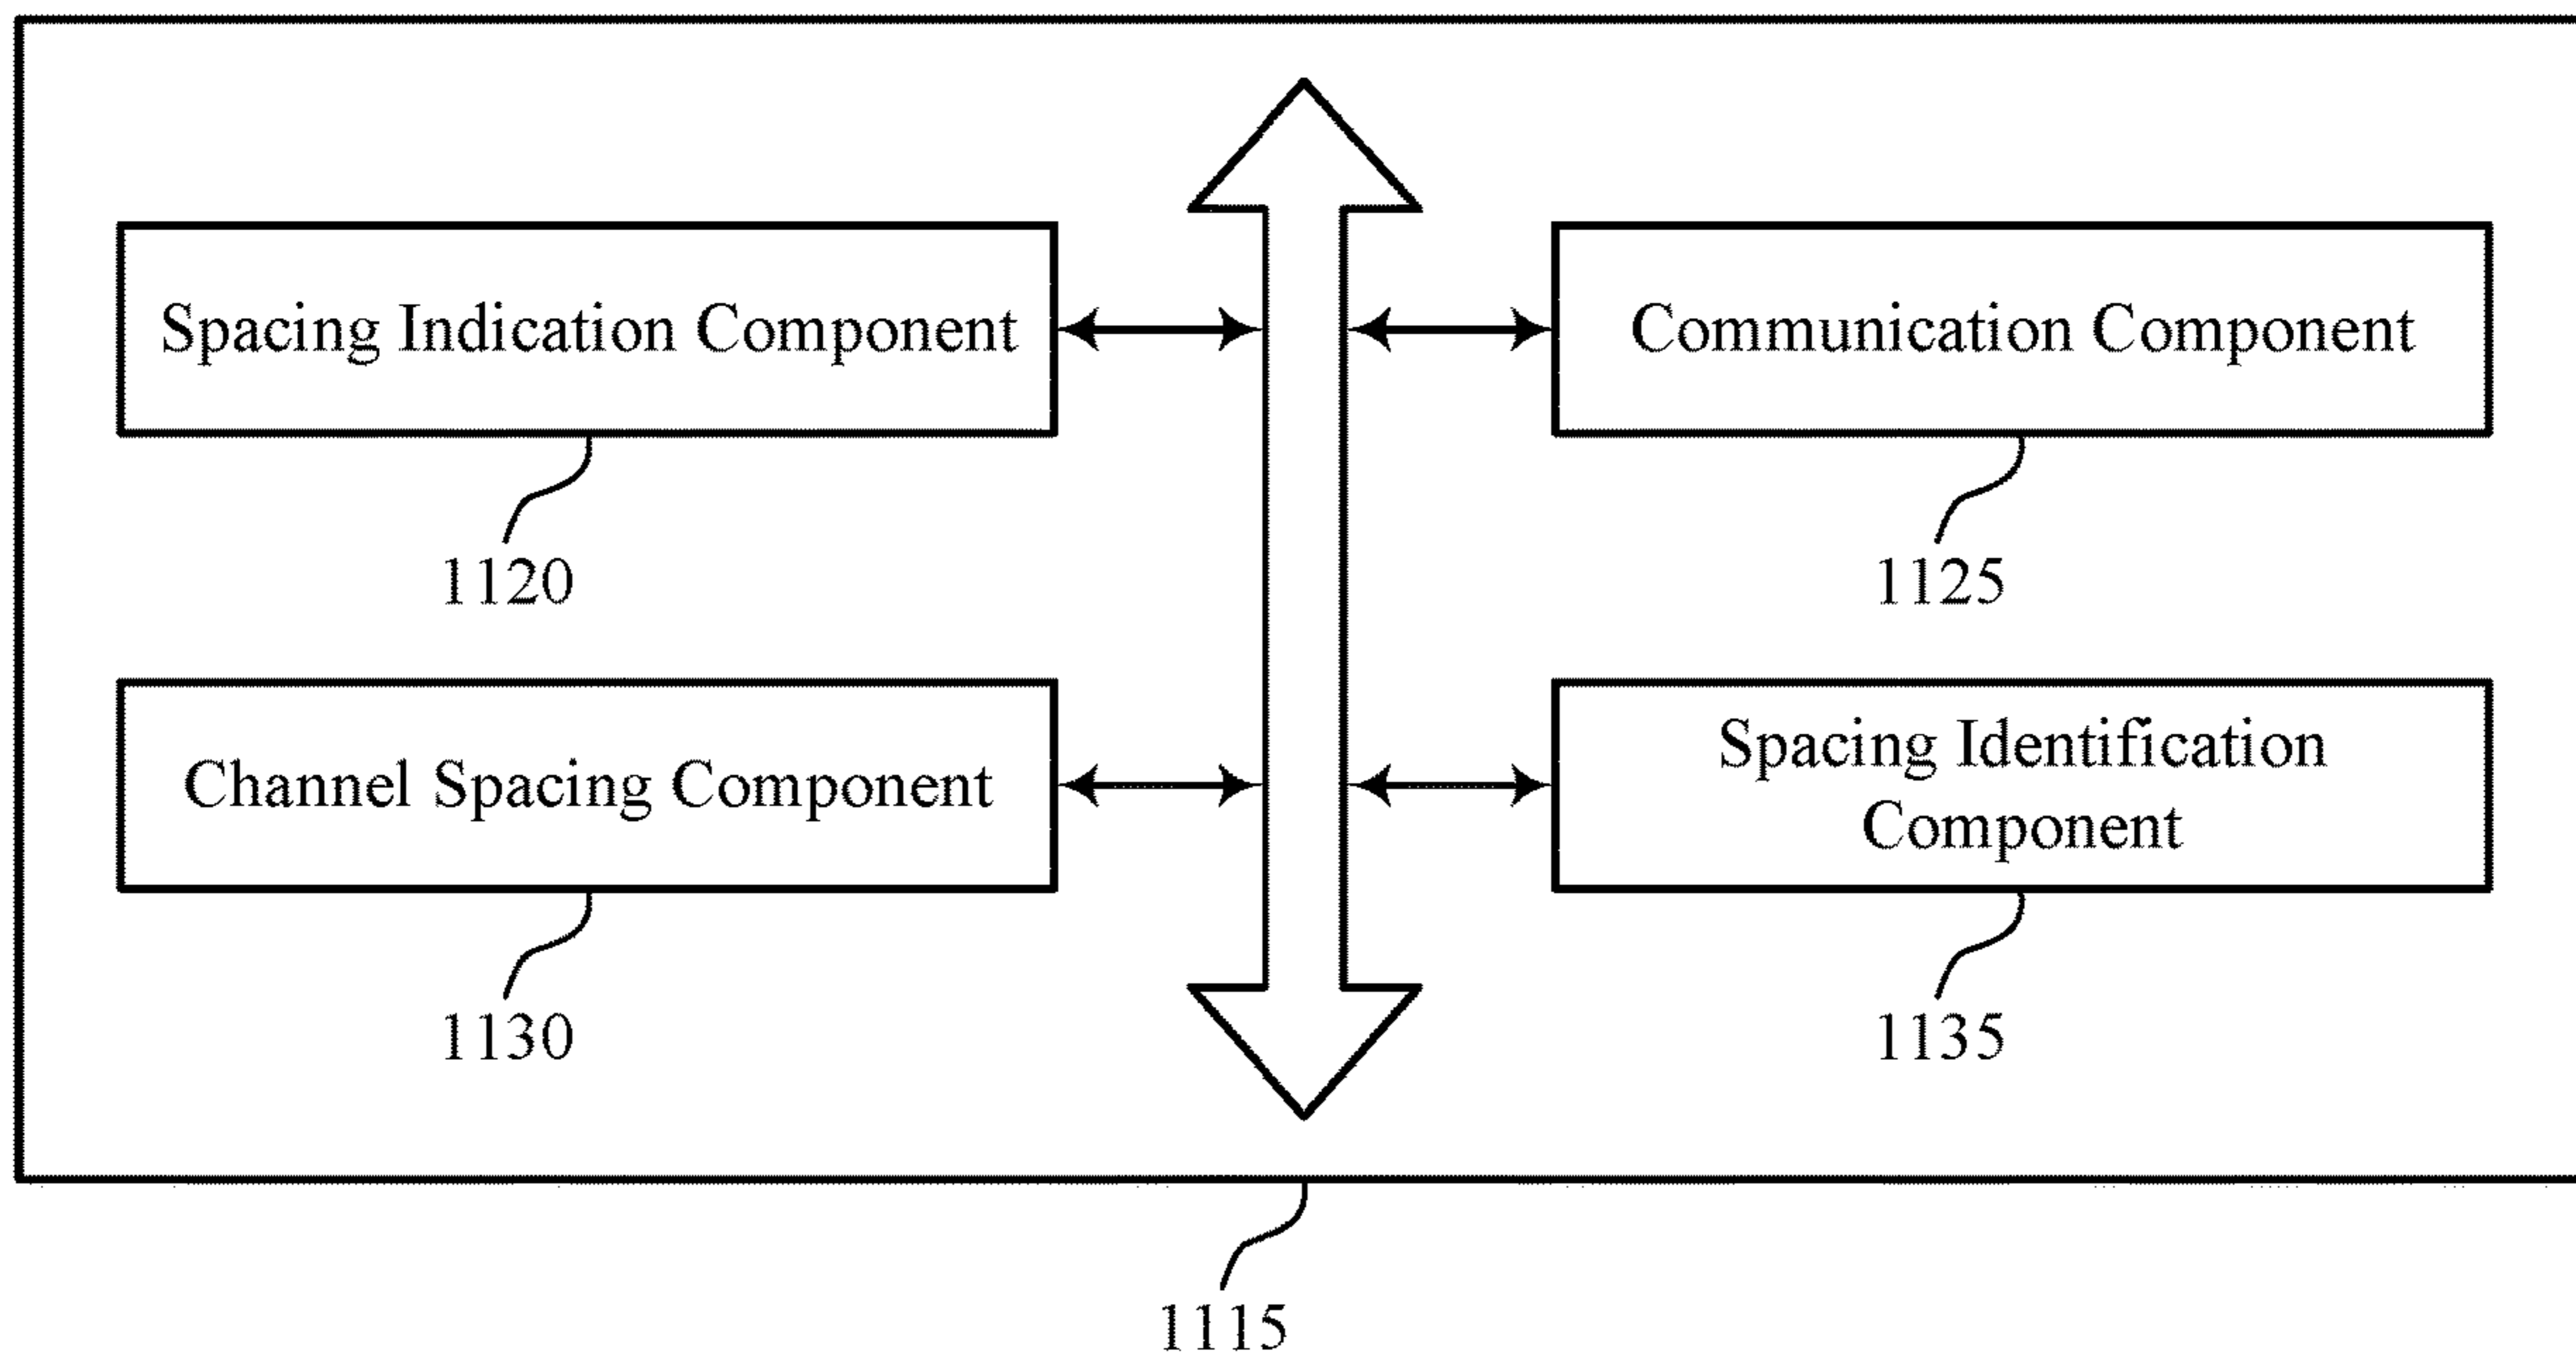 Spacing Indication Component
Communication Component
1120
1125
Channel Spacing Component
Spacing Identification
Component
1130
1135
1115